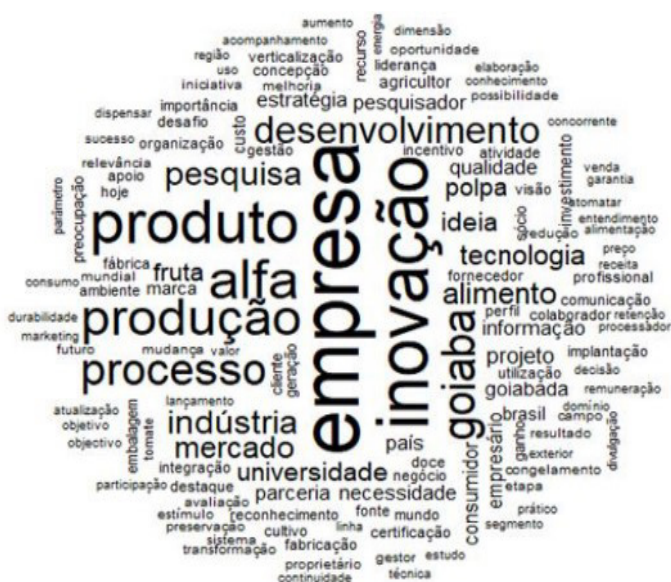 aumento
dimensão
acompanhamento
recurso
energia
oportunidade
região
verticalização
liderança
elaboração
uso
concepção
agricultor
conhecimento
iniciativa
melhoria
possibilidade
dispensar
importância
estratégia
pesquisador
desafio
custo
desenvolvimento
concorrente
sucesso
organização
gestão
incentivo
atividade
investimento
relevância
pesquisa
empresa
inovação
qualidade
venda
apoio
polpa
visão
garantia
parâmetro
preocupação
hoje
produto
ideia
sócio
atomatar
entendimento
redução
alimentação
fábrica
alfa
tecnologia
preço
consumo
mundial
fruta
fornecedor
receita
ambiente
marca
alimento
profissional
durabilidade
produção
goiaba
perfil
comunicação
marketing
informação
colaborador
retenção
processador
futuro
mudança
valor
projeto
implantação
processo
cliente
geração
utilização
decisão
goiabada
remuneração
atualização
embalagem
tomate
lançamento
indústria
brasil
domínio
campo
divulgação
objetivo
objectivo
mercado
país
consumidor
empresário
ganho
resultado
integração
universidade
doce
negócio
exterior
participação
destaque
parceria
necessidade
congelamento
avaliação
etapa
estímulo
reconhecimento
fonte
mundo
prático
preservação
cultivo
linha
certificação
segmento
sistema
transformação
fabricação
gestor
estudo
proprietário
técnica
continuidade